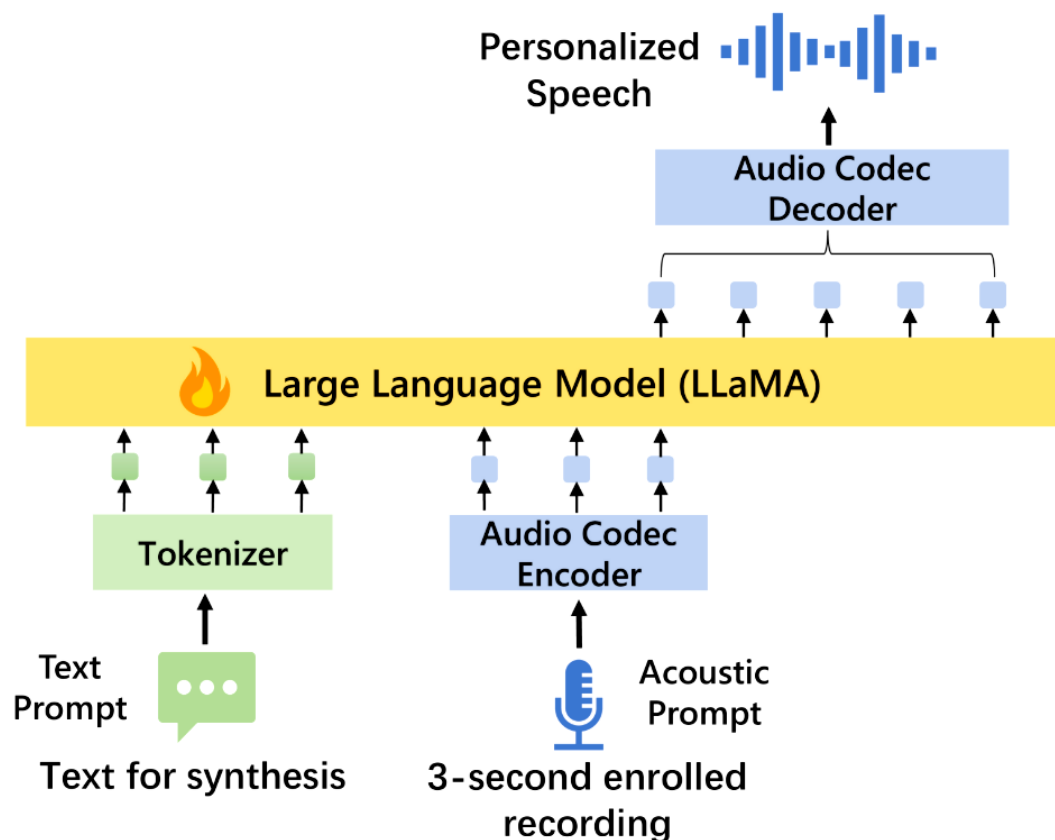 Personalized
Speech
Audio Codec
Decoder
Large Language Model (LLaMA)
Tokenizer
Audio Codec
Encoder
Text
Prompt
Acoustic
Prompt
Text for synthesis
3-second enrolled
recording